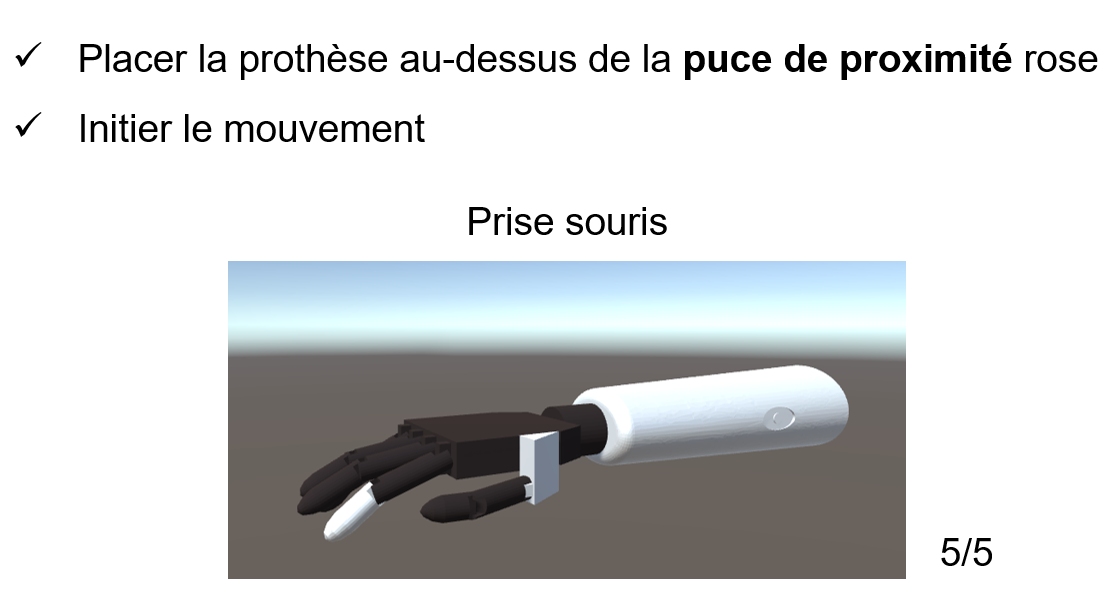 ✓ Placer la prothèse au-dessus de la puce de proximité rose
✓ Initier le mouvement
Prise souris
5/5